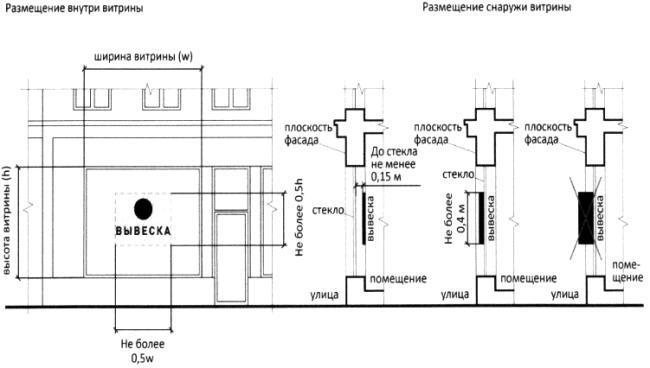 Размещение внутри витрины
Размещение снаружи витрины
ширина витрины (w)
высота витрины (h)
ВЫВЕСКА
Не более 0,5h
Не более
0,5w
плоскость
фасада
До стекла
не менее
0,15 м
стекло
вывеска
помещение
улица
плоскость
фасада
стекло
Не более
0,4 м
вывеска
помещение
улица
плоскость
фасада
вывеска
поме-
щение
улица